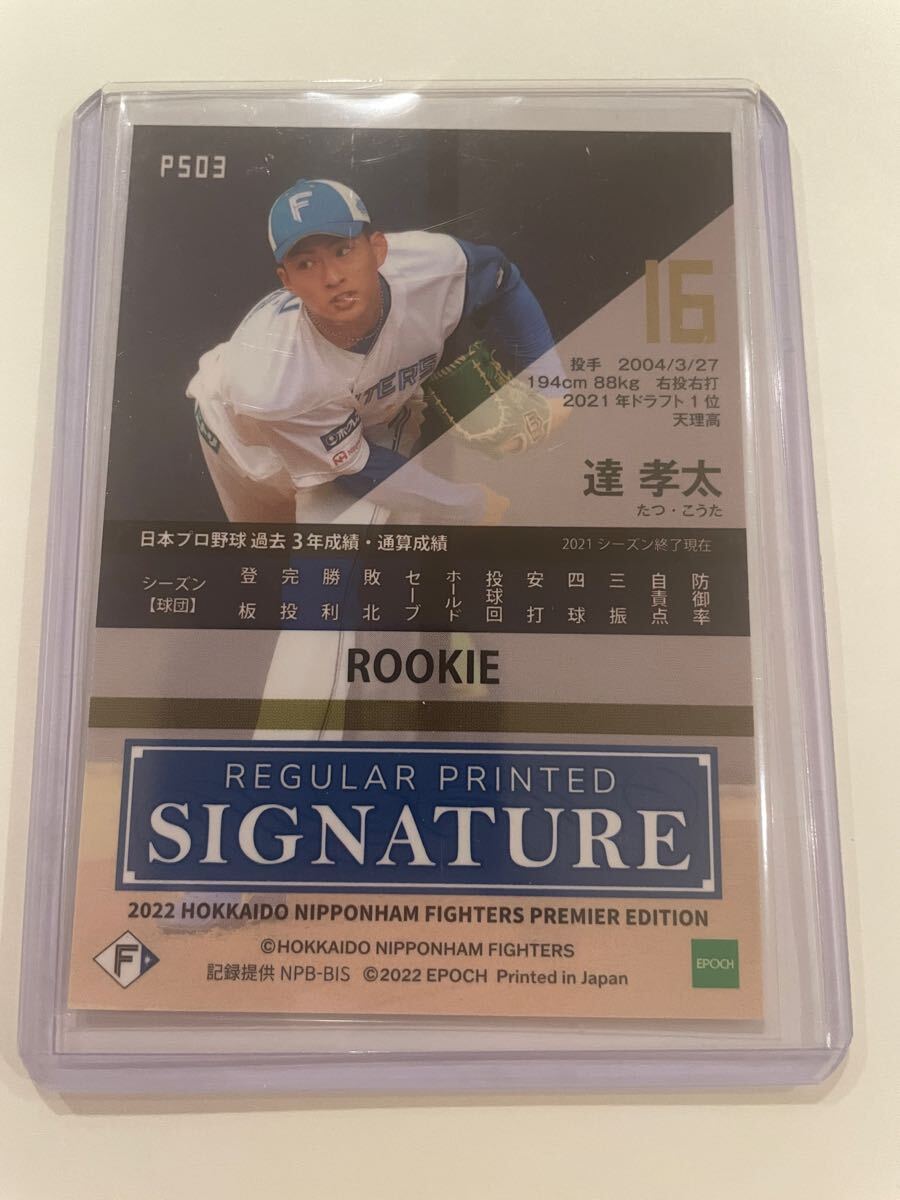 PS03
F
16
投手 2004/3/27
194cm 88kg 右投右打
2021年ドラフト1位
天理高
達 孝太
たつ・こうた
日本プロ野球 過去3年成績・通算成績 2021 シーズン終了現在
シーズン【球団】 登板 完投 勝利 敗北 セーブ ホールド 投球回 安打 四球 三振 自責点 防御率
ROOKIE
REGULAR PRINTED
SIGNATURE
2022 HOKKAIDO NIPPONHAM FIGHTERS PREMIER EDITION
F
©HOKKAIDO NIPPONHAM FIGHTERS
記録提供 NPB-BIS ©2022 EPOCH Printed in Japan
EPOCH